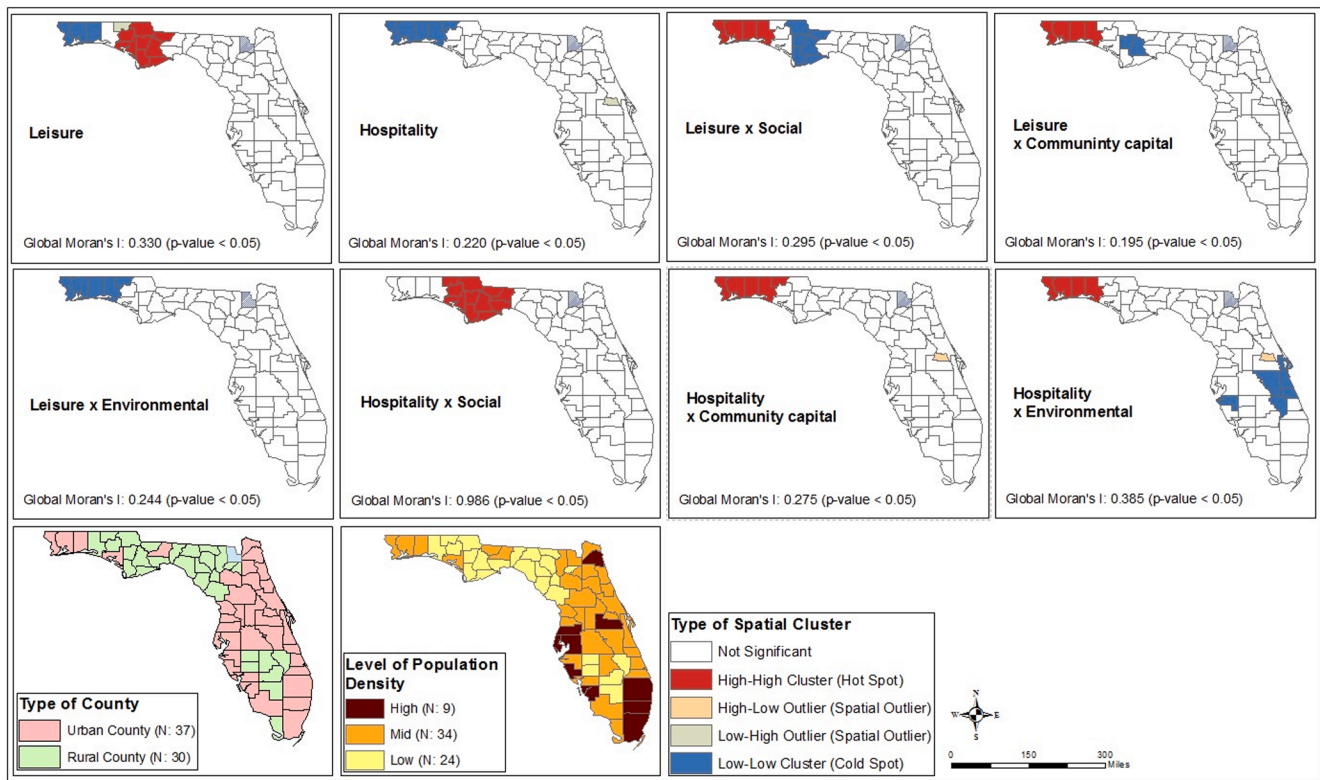 Leisure
Global Moran's I: 0.330 (p-value < 0.05)
Hospitality
Global Moran's I: 0.220 (p-value < 0.05)
Leisure x Social
Global Moran's I: 0.295 (p-value < 0.05)
Leisure
x Communinty capital
Global Moran's I: 0.195 (p-value < 0.05)
Leisure x Environmental
Global Moran's I: 0.244 (p-value < 0.05)
Hospitality x Social
Global Moran's I: 0.986 (p-value < 0.05)
Hospitality
x Community capital
Global Moran's I: 0.275 (p-value < 0.05)
Hospitality
x Environmental
Global Moran's I: 0.385 (p-value < 0.05)
Type of County
Urban County (N: 37)
Rural County (N: 30)
Level of Population
Density
High (N: 9)
Mid (N: 34)
Low (N: 24)
Type of Spatial Cluster
Not Significant
High-High Cluster (Hot Spot)
High-Low Outlier (Spatial Outlier)
Low-High Outlier (Spatial Outlier)
Low-Low Cluster (Cold Spot)
N
W E
S
0 150 300
Miles